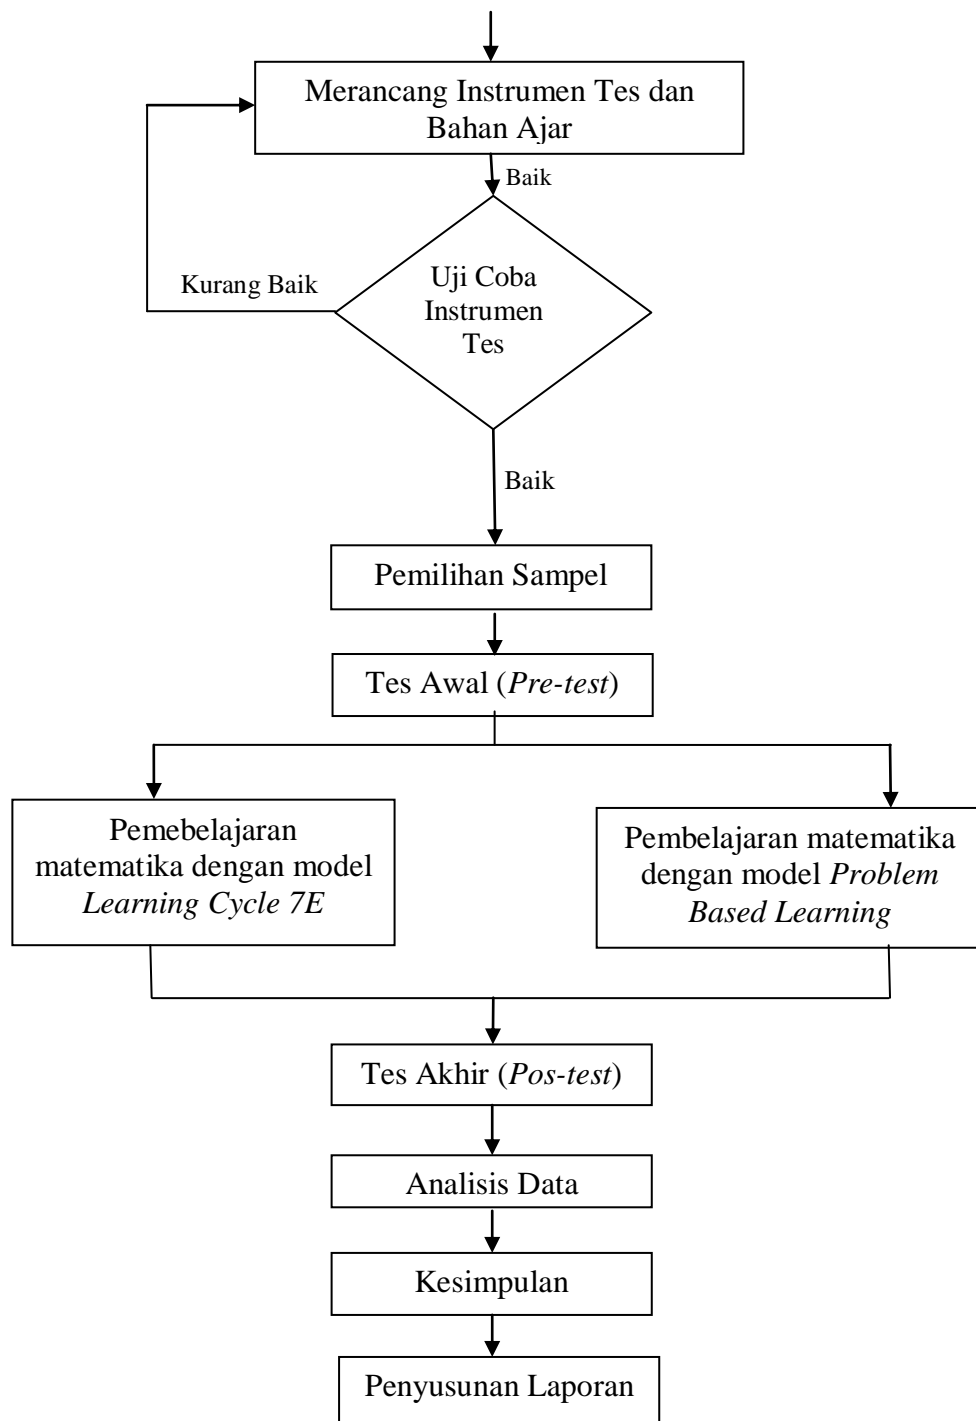 Merancang Instrumen Tes dan
Bahan Ajar
Baik
Kurang Baik
Uji Coba
Instrumen
Tes
Baik
Pemilihan Sampel
Tes Awal (Pre-test)
Pemebelajaran
matematika dengan model
Learning Cycle 7E
Pembelajaran matematika
dengan model Problem
Based Learning
Tes Akhir (Pos-test)
Analisis Data
Kesimpulan
Penyusunan Laporan